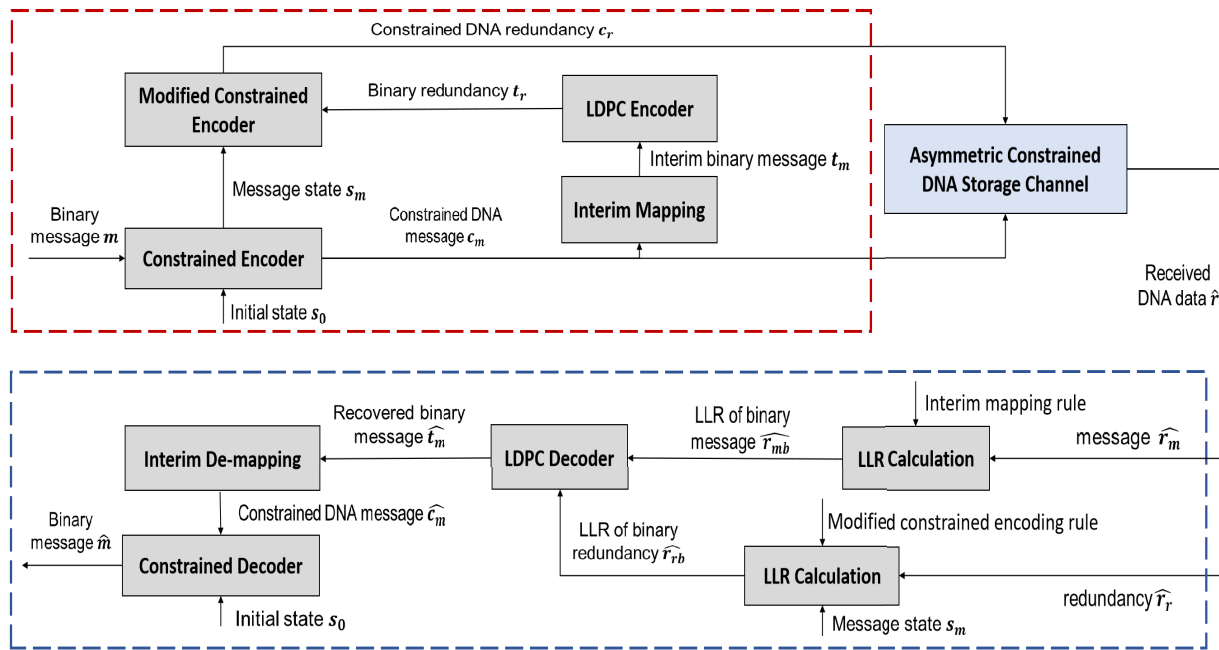 Constrained DNA redundancy c_r
Modified Constrained
Encoder
Binary redundancy t_r
LDPC Encoder
Asymmetric Constrained
DNA Storage Channel
Interim binary message t_m
Message state s_m
Interim Mapping
Binary
message m
Constrained DNA
message c_m
Constrained Encoder
Initial state s_0
Received
DNA data r̂
Interim mapping rule
Recovered binary
message t̂_m
LLR of binary
message r̂_mb
message r̂_m
Interim De-mapping
LDPC Decoder
LLR Calculation
Constrained DNA message ĉ_m
Modified constrained encoding rule
Binary
message m̂
LLR of binary
redundancy r̂_rb
Constrained Decoder
LLR Calculation
redundancy r̂_r
Initial state s_0
Message state s_m